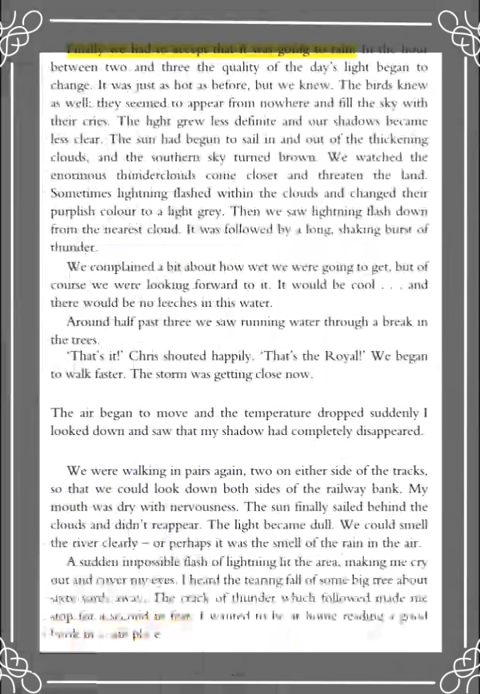 Finally we had to accept that it was going to rain. In the hour
between two and three the quality of the day's light began to
change. It was just as hot as before, but we knew. The birds knew
as well: they seemed to appear from nowhere and fill the sky with
their cries. The light grew less definite and our shadows became
less clear. The sun had begun to sail in and out of the thickening
clouds, and the southern sky turned brown. We watched the
enormous thunderclouds come closer and threaten the land.
Sometimes lightning flashed within the clouds and changed their
purplish colour to a light grey. Then we saw lightning flash down
from the nearest cloud. It was followed by a long, shaking burst of
thunder.
We complained a bit about how wet we were going to get, but of
course we were looking forward to it. It would be cool . . . and
there would be no leeches in this water.
Around half past three we saw running water through a break in
the trees.
'That's it!' Chris shouted happily. 'That's the Royal!' We began
to walk faster. The storm was getting close now.
The air began to move and the temperature dropped suddenly I
looked down and saw that my shadow had completely disappeared.
We were walking in pairs again, two on either side of the tracks,
so that we could look down both sides of the railway bank. My
mouth was dry with nervousness. The sun finally sailed behind the
clouds and didn't reappear. The light became dull. We could smell
the river clearly – or perhaps it was the smell of the rain in the air.
A sudden impossible flash of lightning lit the area, making me cry
out and cover my eyes. I heard the tearing fall of some big tree about
sixty yards away. The crack of thunder which followed made me
stop for a second in fear. I wanted to be at home reading a good
book in a